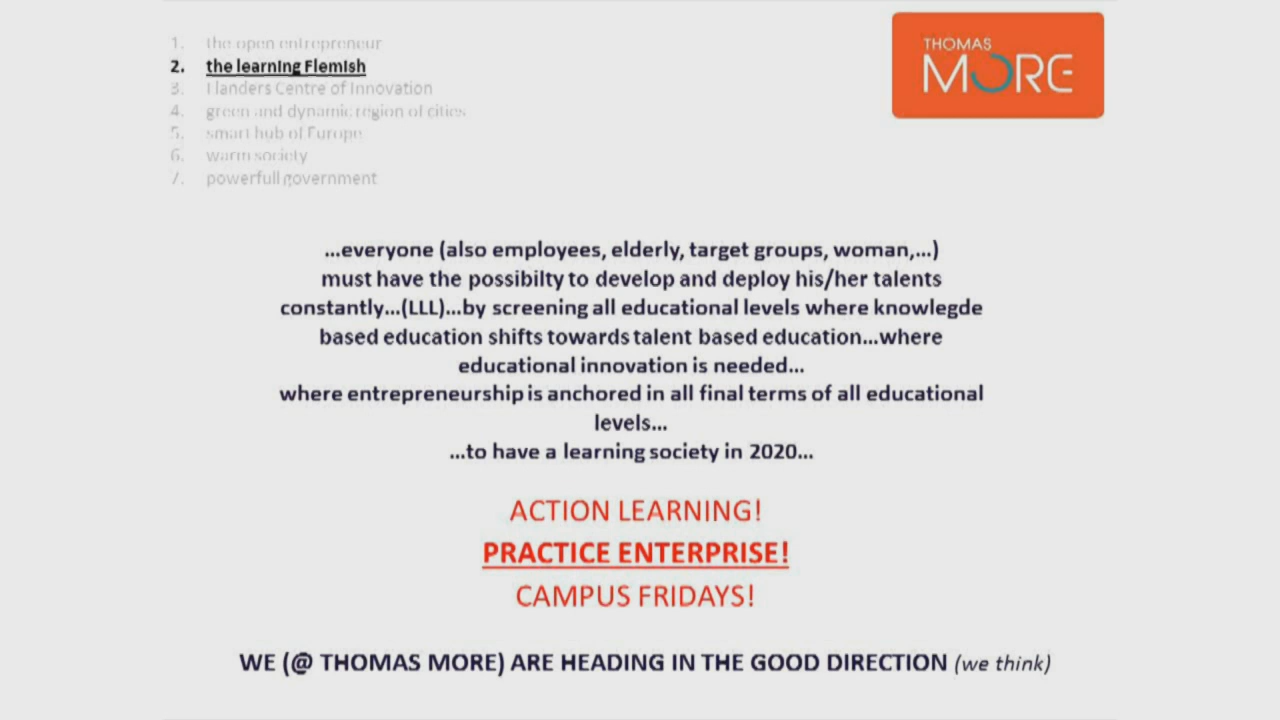 1. the open entrepreneur
2. the learning Flemish
3. Flanders Centre of Innovation
4. green and dynamic region of cities
5. smart hub of Europe
6. warm society
7. powerfull government
THOMAS
MORE
...everyone (also employees, elderly, target groups, woman,...)
must have the possibilty to develop and deploy his/her talents
constantly...(LLL)...by screening all educational levels where knowlegde
based education shifts towards talent based education...where
educational innovation is needed...
where entrepreneurship is anchored in all final terms of all educational
levels...
...to have a learning society in 2020...
ACTION LEARNING!
PRACTICE ENTERPRISE!
CAMPUS FRIDAYS!
WE (@ THOMAS MORE) ARE HEADING IN THE GOOD DIRECTION (we think)